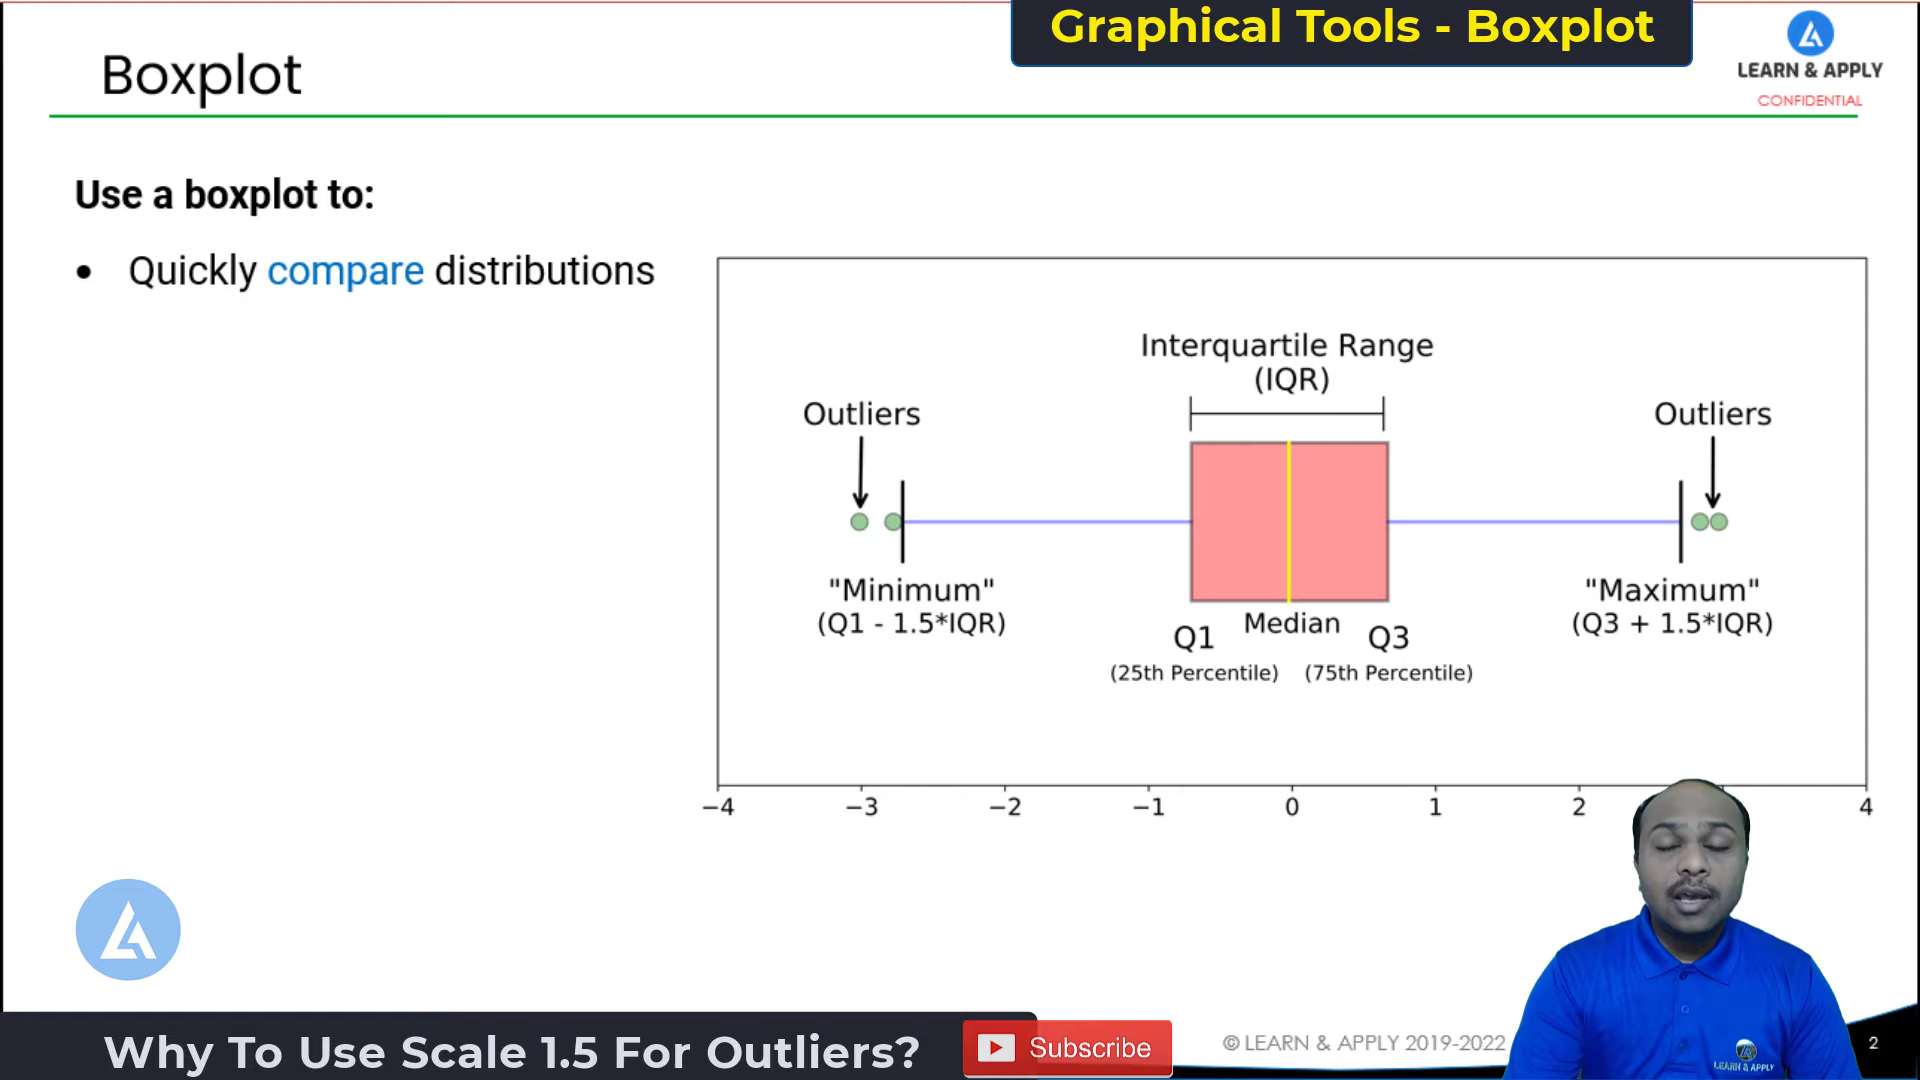 Graphical Tools - Boxplot
Boxplot
LEARN & APPLY
CONFIDENTIAL
Use a boxplot to:
• Quickly compare distributions
Interquartile Range
(IQR)
Outliers
Outliers
"Minimum"
(Q1 - 1.5*IQR)
"Maximum"
(Q3 + 1.5*IQR)
Q1
Median
Q3
(25th Percentile)
(75th Percentile)
−4 −3 −2 −1 0 1 2 4
Why To Use Scale 1.5 For Outliers?
Subscribe
© LEARN & APPLY 2019-2022
LEARN & APPLY
2